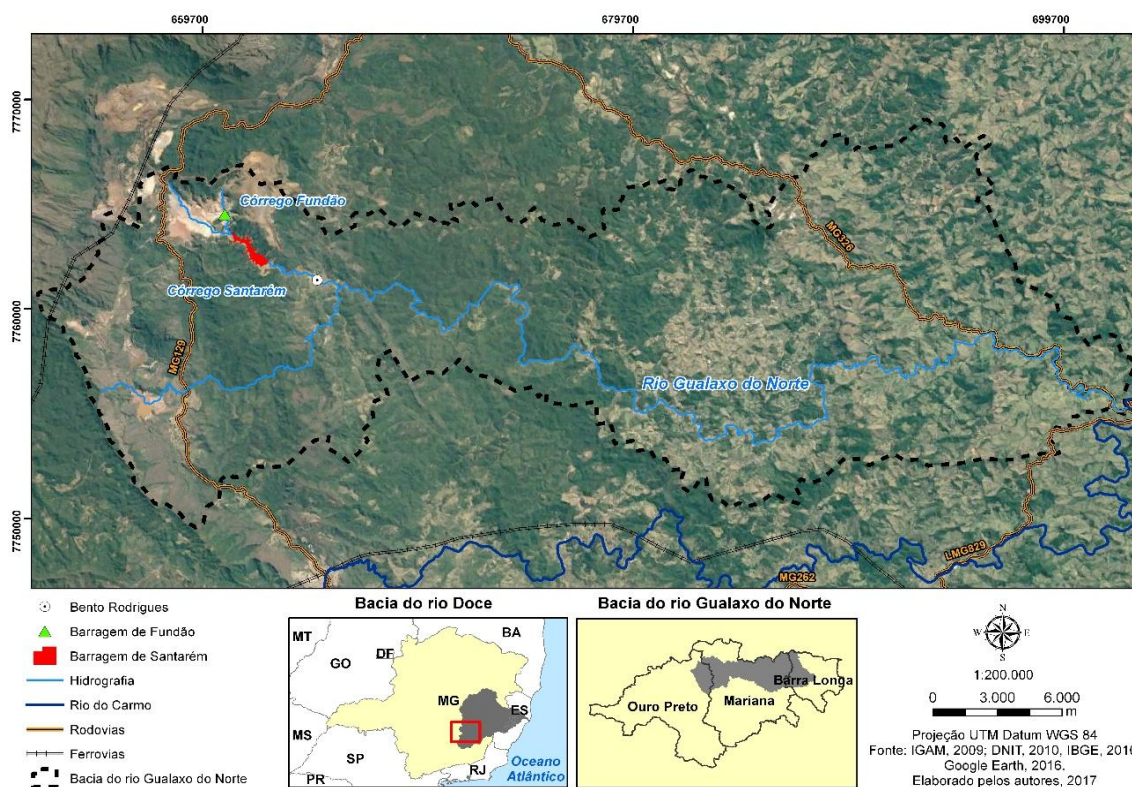 659700
679700
699700
7770000
7760000
7750000
7770000
7760000
7750000
Córrego Fundão
Córrego Santarém
MG129
MG326
Rio Gualaxo do Norte
LMG829
MG262
Bento Rodrigues
Barragem de Fundão
Barragem de Santarém
Hidrografia
Rio do Carmo
Rodovias
Ferrovias
Bacia do rio Gualaxo do Norte
Bacia do rio Doce
MT
DF
BA
GO
MG
ES
MS
SP
RJ
PR
Oceano
Atlântico
Bacia do rio Gualaxo do Norte
Ouro Preto
Mariana
Barra Longa
N
W
E
S
1:200.000
0 3.000 6.000
m
Projeção UTM Datum WGS 84
Fonte: IGAM, 2009; DNIT, 2010, IBGE, 2016
Google Earth, 2016.
Elaborado pelos autores, 2017